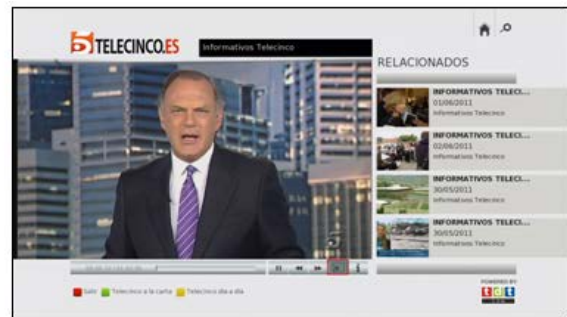 5 TELECINCO.ES
Informativos Telecinco
RELACIONADOS
INFORMATIVOS TELECI...
01/06/2011
Informativos Telecinco
INFORMATIVOS TELECI...
02/06/2011
Informativos Telecinco
INFORMATIVOS TELECI...
30/05/2011
Informativos Telecinco
INFORMATIVOS TELECI...
30/05/2011
Informativos Telecinco
Salir Telecinco a la carta Telecinco día a día
POWERED BY
tdt